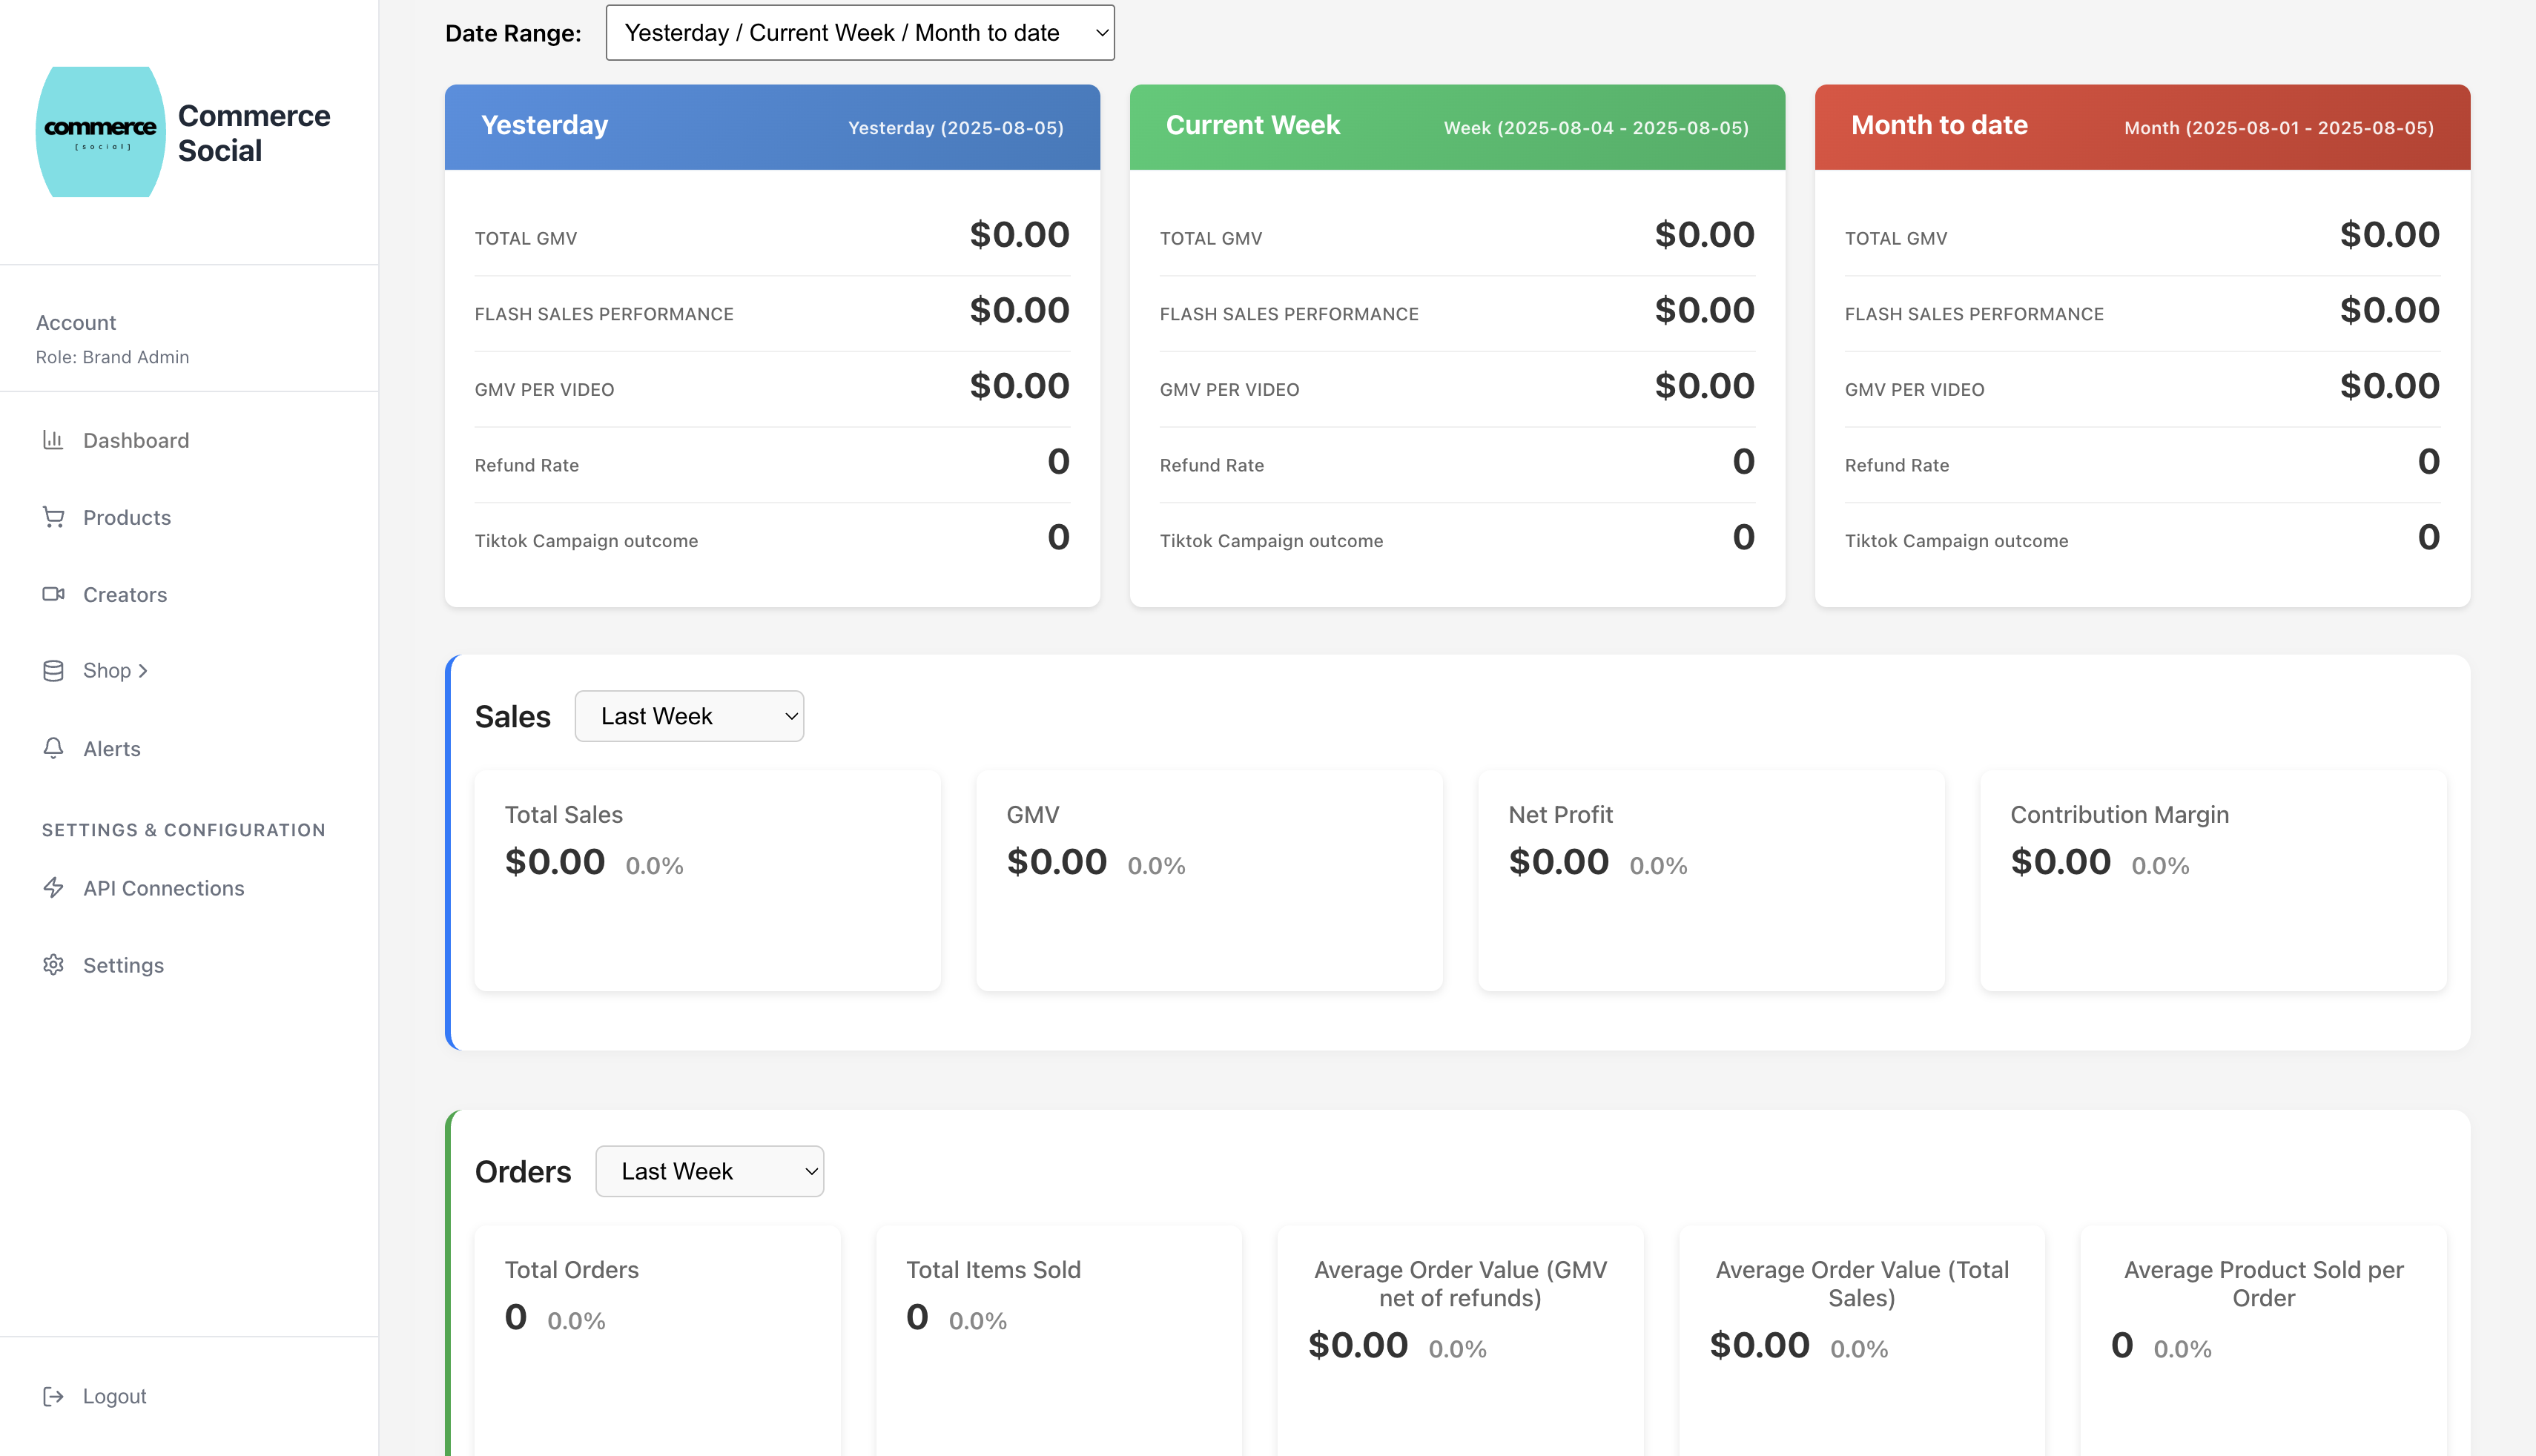 commerce
[social]
Commerce
Social
Account
Role: Brand Admin
Dashboard
Products
Creators
Shop
Alerts
SETTINGS & CONFIGURATION
API Connections
Settings
Logout
Date Range: Yesterday / Current Week / Month to date
Yesterday Yesterday (2025-08-05)
TOTAL GMV $0.00
FLASH SALES PERFORMANCE $0.00
GMV PER VIDEO $0.00
Refund Rate 0
Tiktok Campaign outcome 0
Current Week Week (2025-08-04 - 2025-08-05)
TOTAL GMV $0.00
FLASH SALES PERFORMANCE $0.00
GMV PER VIDEO $0.00
Refund Rate 0
Tiktok Campaign outcome 0
Month to date Month (2025-08-01 - 2025-08-05)
TOTAL GMV $0.00
FLASH SALES PERFORMANCE $0.00
GMV PER VIDEO $0.00
Refund Rate 0
Tiktok Campaign outcome 0
Sales Last Week
Total Sales
$0.00 0.0%
GMV
$0.00 0.0%
Net Profit
$0.00 0.0%
Contribution Margin
$0.00 0.0%
Orders Last Week
Total Orders
0 0.0%
Total Items Sold
0 0.0%
Average Order Value (GMV
net of refunds)
$0.00 0.0%
Average Order Value (Total
Sales)
$0.00 0.0%
Average Product Sold per
Order
0 0.0%